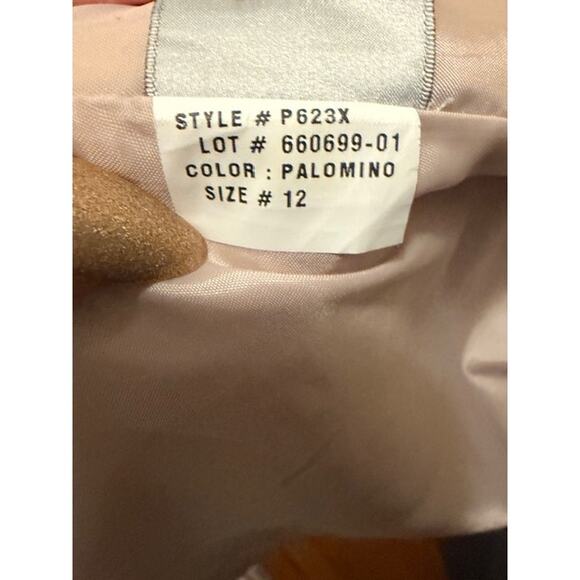 STYLE # P623X
LOT # 660699-01
COLOR : PALOMINO
SIZE # 12